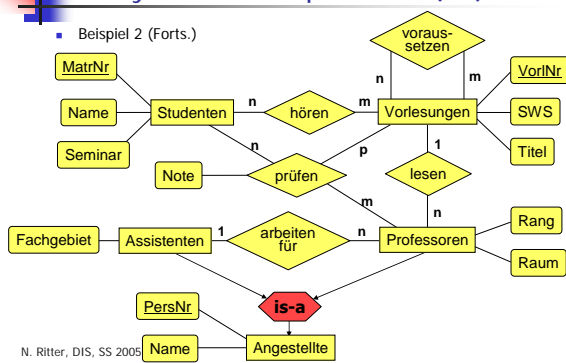 Beispiel 2 (Forts.)
voraus-
setzen
MatrNr
n
m
VorlNr
Name
Studenten
n
hören
m
Vorlesungen
SWS
Seminar
n
p
1
Titel
Note
prüfen
lesen
m
n
Rang
Fachgebiet
Assistenten
1
arbeiten
für
n
Professoren
Raum
is-a
PersNr
Name
Angestellte
N. Ritter, DIS, SS 2005